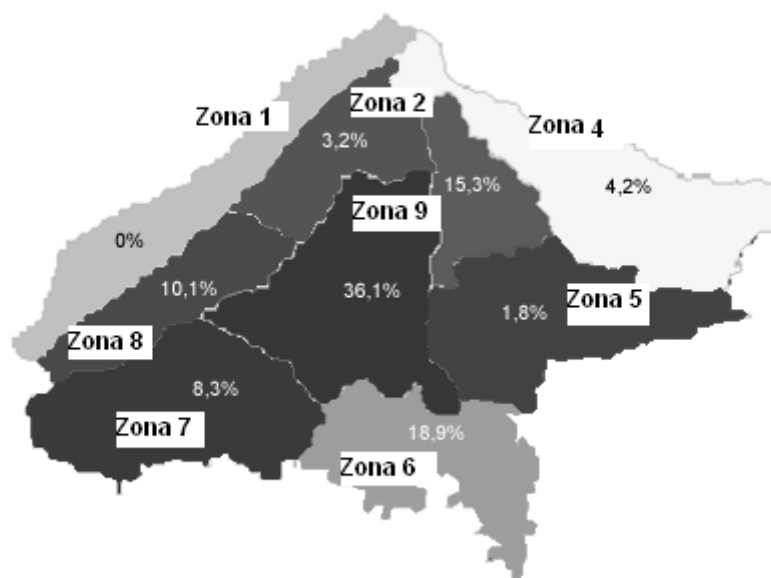 Zona 2
Zona 1
Zona 4
3,2%
15,3%
4,2%
Zona 9
0%
10,1%
36,1%
Zona 5
1,8%
Zona 8
8,3%
Zona 7
18,9%
Zona 6